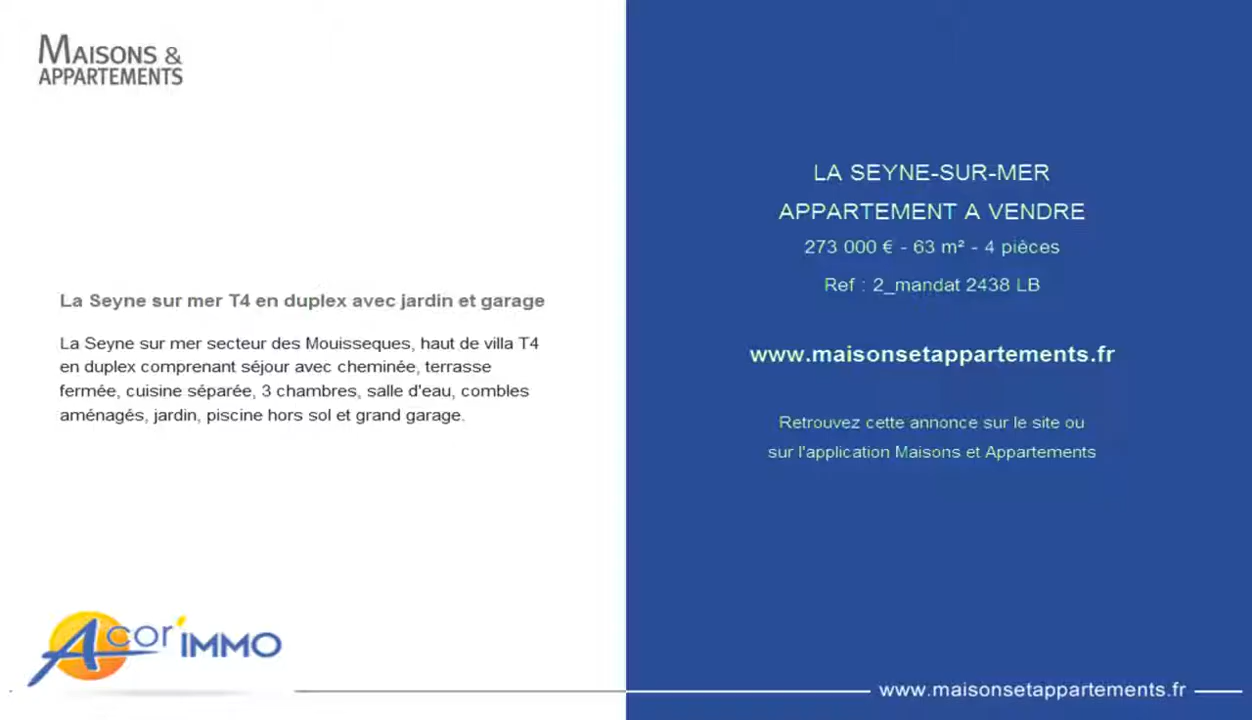 MAISONS &
APPARTEMENTS
La Seyne sur mer T4 en duplex avec jardin et garage
La Seyne sur mer secteur des Mouisseques, haut de villa T4
en duplex comprenant séjour avec cheminée, terrasse
fermée, cuisine séparée, 3 chambres, salle d'eau, combles
aménagés, jardin, piscine hors sol et grand garage.
Acor'IMMO
LA SEYNE-SUR-MER
APPARTEMENT A VENDRE
273 000 € - 63 m² - 4 pièces
Ref : 2_mandat 2438 LB
www.maisonsetappartements.fr
Retrouvez cette annonce sur le site ou
sur l'application Maisons et Appartements
www.maisonsetappartements.fr